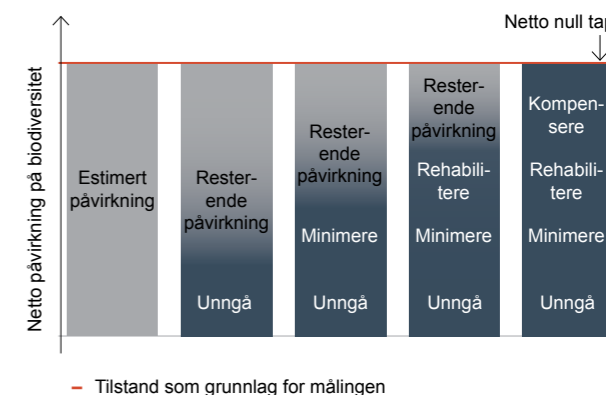 Netto null tap
Netto påvirkning på biodiversitet
Estimert
påvirkning
Rester-
ende
påvirkning
Unngå
Rester-
ende
påvirkning
Minimere
Unngå
Rester-
ende
påvirkning
Rehabili-
tere
Minimere
Unngå
Kompen-
sere
Rehabili-
tere
Minimere
Unngå
Tilstand som grunnlag for målingen